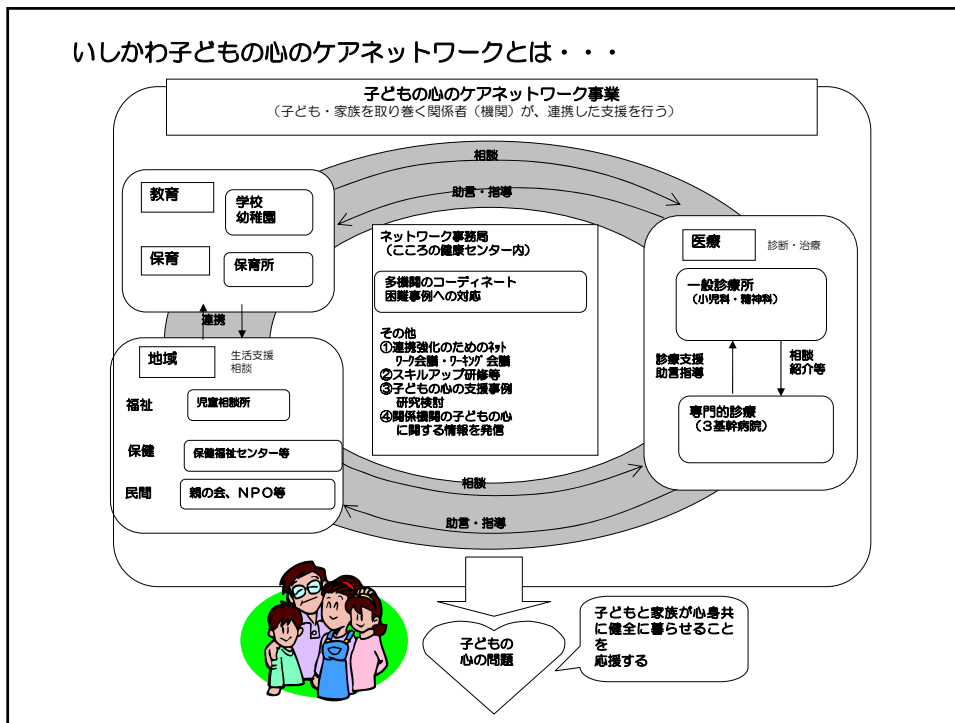 いしかわ子どもの心のケアネットワークとは・・・
子どもの心のケアネットワーク事業
（子ども・家族を取り巻く関係者（機関）が、連携した支援を行う）
相談
助言・指導
教育
学校
幼稚園
保育
保育所
連携
地域
生活支援
相談
福祉
児童相談所
保健
保健福祉センター等
民間
親の会、ＮＰＯ等
ネットワーク事務局
（こころの健康センター内）
多機関のコーディネート
困難事例への対応
その他
①連携強化のためのネット
ワーク会議・ワーキング会議
②スキルアップ研修等
③子どもの心の支援事例
研究検討
④関係機関の子どもの心
に関する情報を発信
医療
診断・治療
一般診療所
（小児科・精神科）
診療支援
助言指導
相談
紹介等
専門的診療
（３基幹病院）
相談
助言・指導
子どもの
心の問題
子どもと家族が心身共
に健全に暮らせること
を
応援する